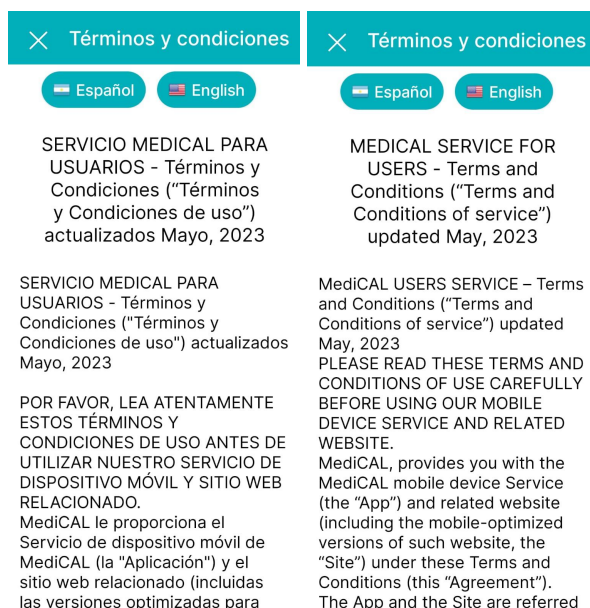 Términos y condiciones
Español
English
SERVICIO MEDICAL PARA
USUARIOS - Términos y
Condiciones (“Términos
y Condiciones de uso”)
actualizados Mayo, 2023
SERVICIO MEDICAL PARA
USUARIOS - Términos y
Condiciones ("Términos y
Condiciones de uso") actualizados
Mayo, 2023
POR FAVOR, LEA ATENTAMENTE
ESTOS TÉRMINOS Y
CONDICIONES DE USO ANTES DE
UTILIZAR NUESTRO SERVICIO DE
DISPOSITIVO MÓVIL Y SITIO WEB
RELACIONADO.
MediCAL le proporciona el
Servicio de dispositivo móvil de
MediCAL (la "Aplicación") y el
sitio web relacionado (incluidas
las versiones optimizadas para
Términos y condiciones
Español
English
MEDICAL SERVICE FOR
USERS - Terms and
Conditions (“Terms and
Conditions of service”)
updated May, 2023
MediCAL USERS SERVICE – Terms
and Conditions (“Terms and
Conditions of service”) updated
May, 2023
PLEASE READ THESE TERMS AND
CONDITIONS OF USE CAREFULLY
BEFORE USING OUR MOBILE
DEVICE SERVICE AND RELATED
WEBSITE.
MediCAL, provides you with the
MediCAL mobile device Service
(the “App”) and related website
(including the mobile-optimized
versions of such website, the
“Site”) under these Terms and
Conditions (this “Agreement”).
The App and the Site are referred